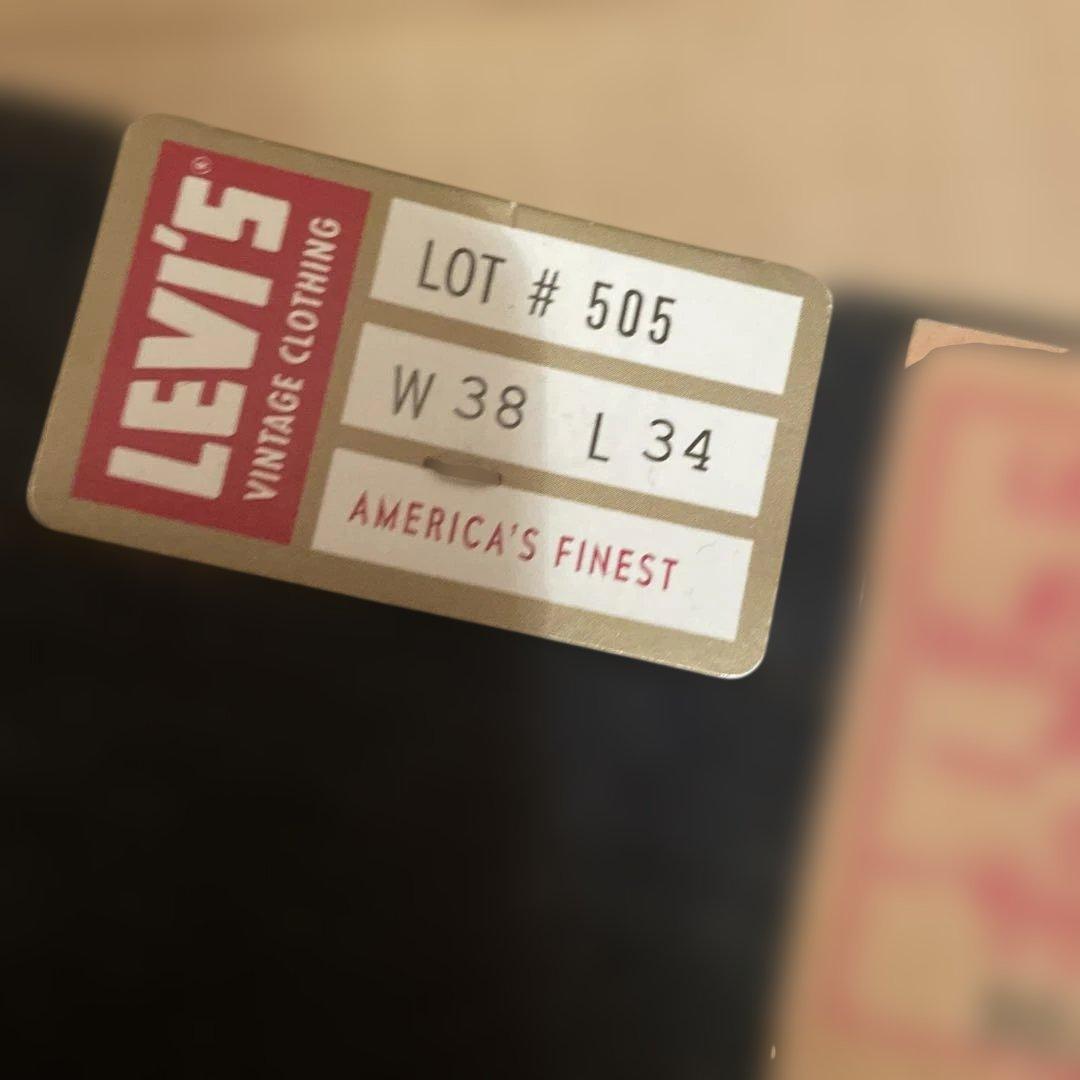 LEVI'S®
VINTAGE CLOTHING
LOT # 505
W 38 L 34
AMERICA'S FINEST